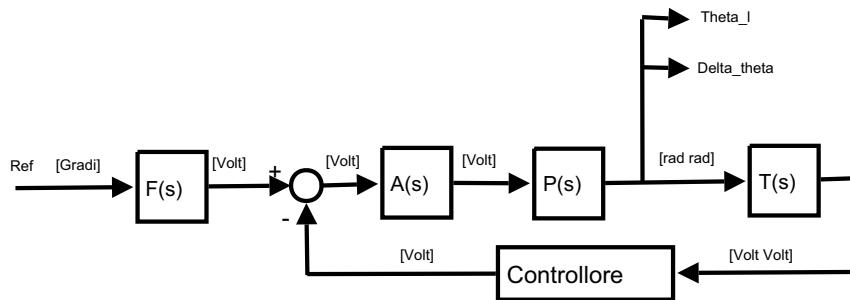 Theta_l
Delta_theta
Ref [Gradi] [Volt] + [Volt] [Volt] [rad rad]
F(s) A(s) P(s) T(s)
-
[Volt] [Volt Volt]
Controllore